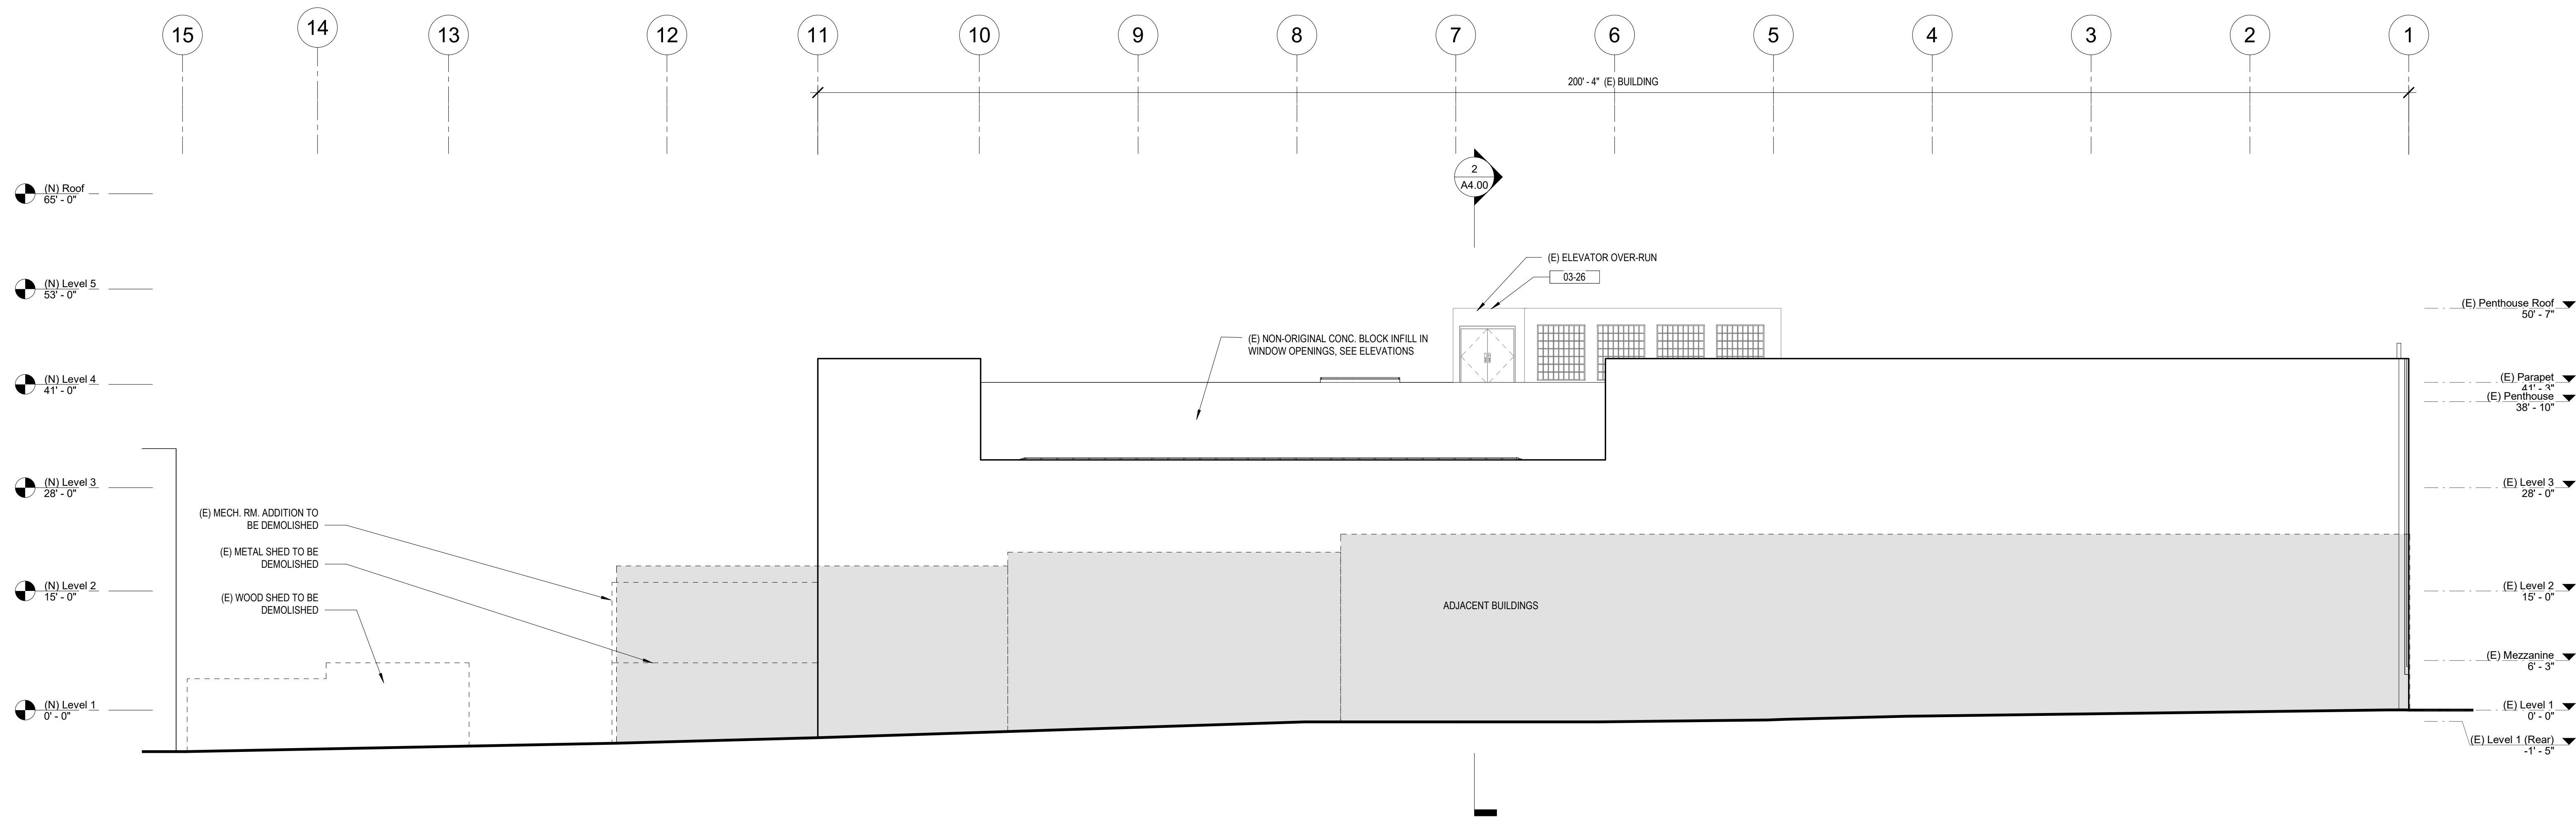 15 14 13 12 11 10 9 8 7 6 5 4 3 2 1
200' - 4" (E) BUILDING
2
A4.00
(N) Roof
65' - 0"
(N) Level 5
53' - 0"
(N) Level 4
41' - 0"
(N) Level 3
28' - 0"
(N) Level 2
15' - 0"
(N) Level 1
0' - 0"
(E) ELEVATOR OVER-RUN
03-26
(E) NON-ORIGINAL CONC. BLOCK INFILL IN
WINDOW OPENINGS, SEE ELEVATIONS
(E) MECH. RM. ADDITION TO
BE DEMOLISHED
(E) METAL SHED TO BE
DEMOLISHED
(E) WOOD SHED TO BE
DEMOLISHED
ADJACENT BUILDINGS
(E) Penthouse Roof
50' - 7"
(E) Parapet
41' - 3"
(E) Penthouse
38' - 10"
(E) Level 3
28' - 0"
(E) Level 2
15' - 0"
(E) Mezzanine
6' - 3"
(E) Level 1
0' - 0"
(E) Level 1 (Rear)
-1' - 5"